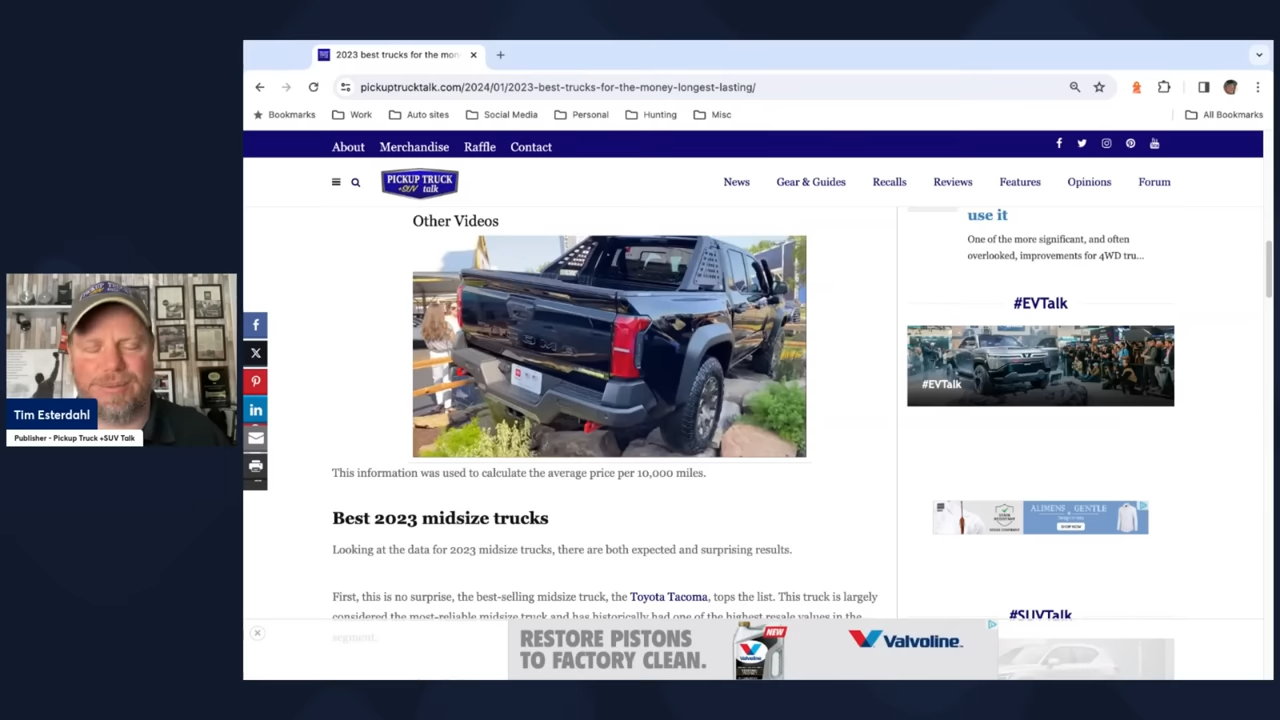 2023 best trucks for the mon
pickuptrucktalk.com/2024/01/2023-best-trucks-for-the-money-longest-lasting/
Bookmarks Work Auto sites Social Media Personal Hunting Misc All Bookmarks
About Merchandise Raffle Contact
PICKUP TRUCK
+SUV talk
News Gear & Guides Recalls Reviews Features Opinions Forum
Other Videos
This information was used to calculate the average price per 10,000 miles.
Best 2023 midsize trucks
Looking at the data for 2023 midsize trucks, there are both expected and surprising results.
First, this is no surprise, the best-selling midsize truck, the Toyota Tacoma, tops the list. This truck is largely
considered the most-reliable midsize truck and has historically had one of the highest resale values in the
segment.
use it
One of the more significant, and often
overlooked, improvements for 4WD tru...
#EVTalk
#EVTalk
ALIMENS & GENTLE
SHOP NOW
#SUVTalk
RESTORE PISTONS
TO FACTORY CLEAN.
NEW
Valvoline
Tim Esterdahl
Publisher - Pickup Truck +SUV Talk